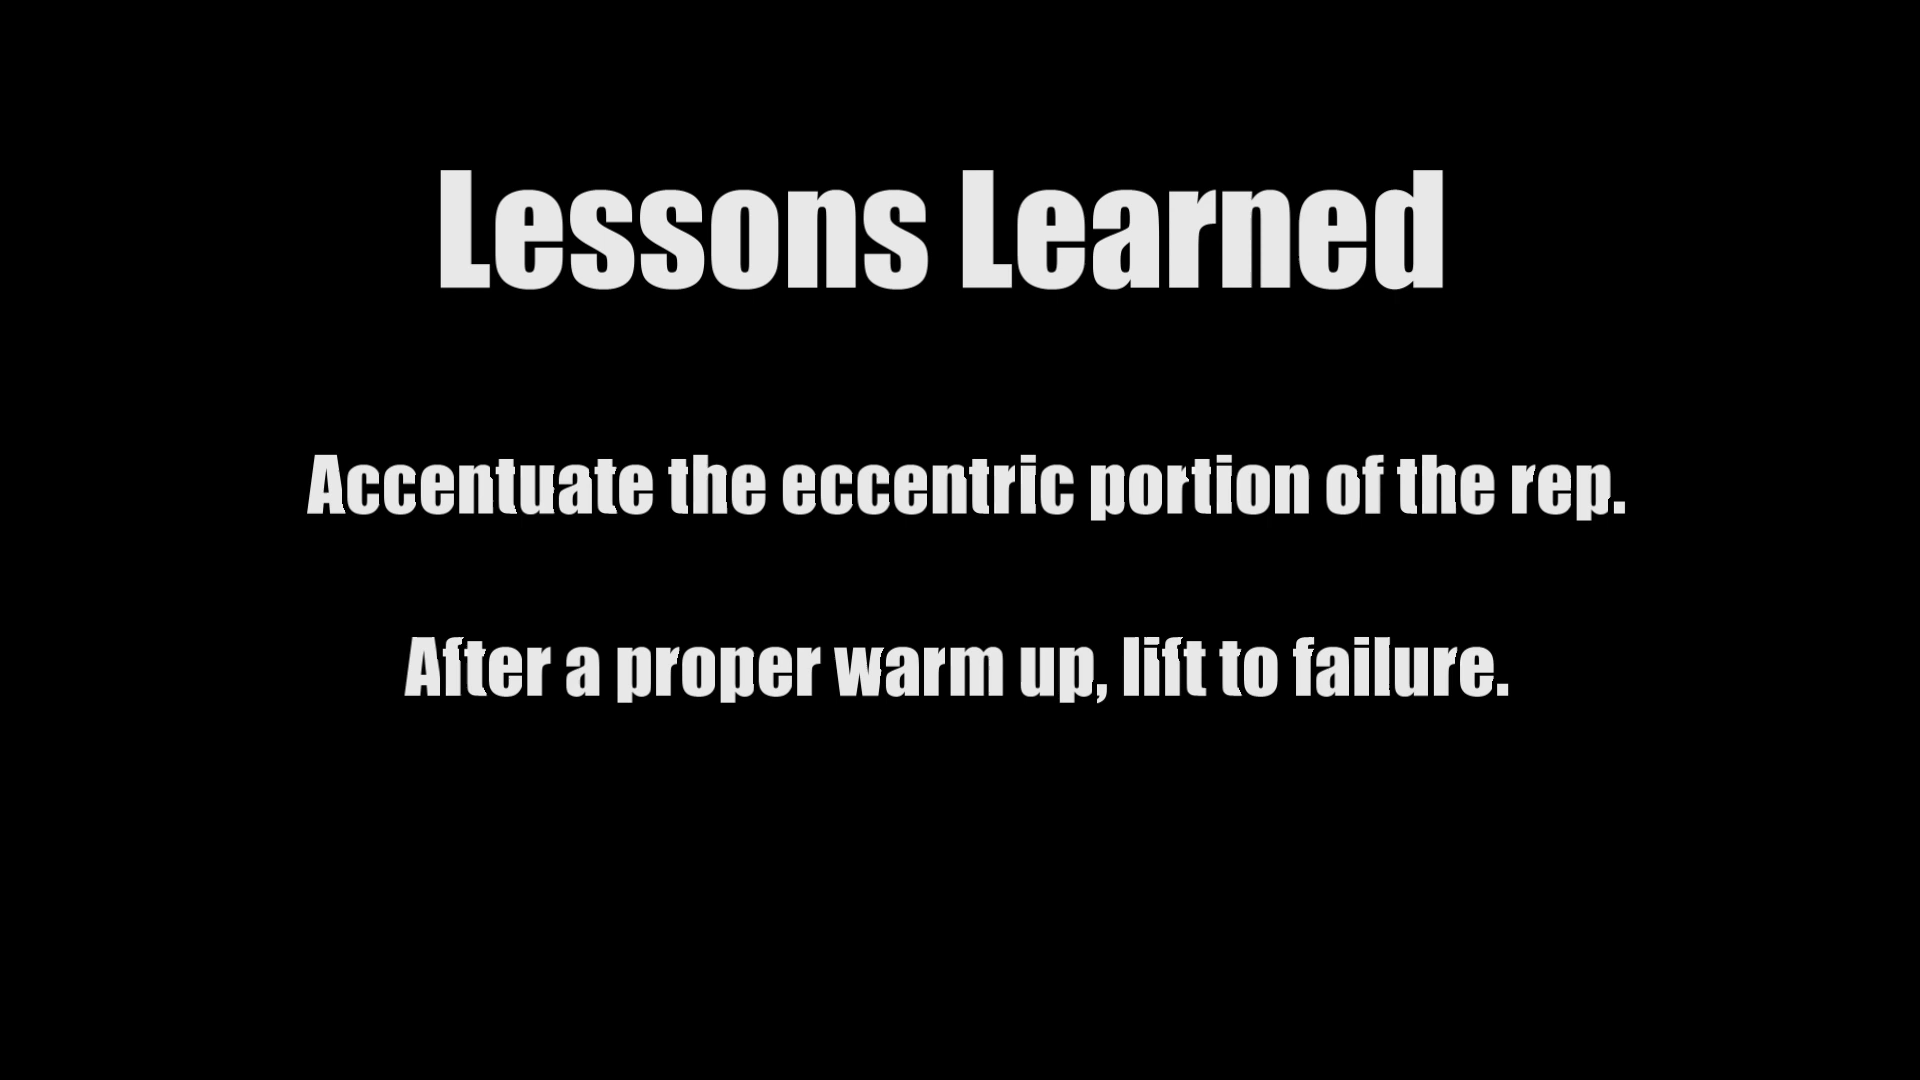 Lessons Learned
Accentuate the eccentric portion of the rep.
After a proper warm up, lift to failure.